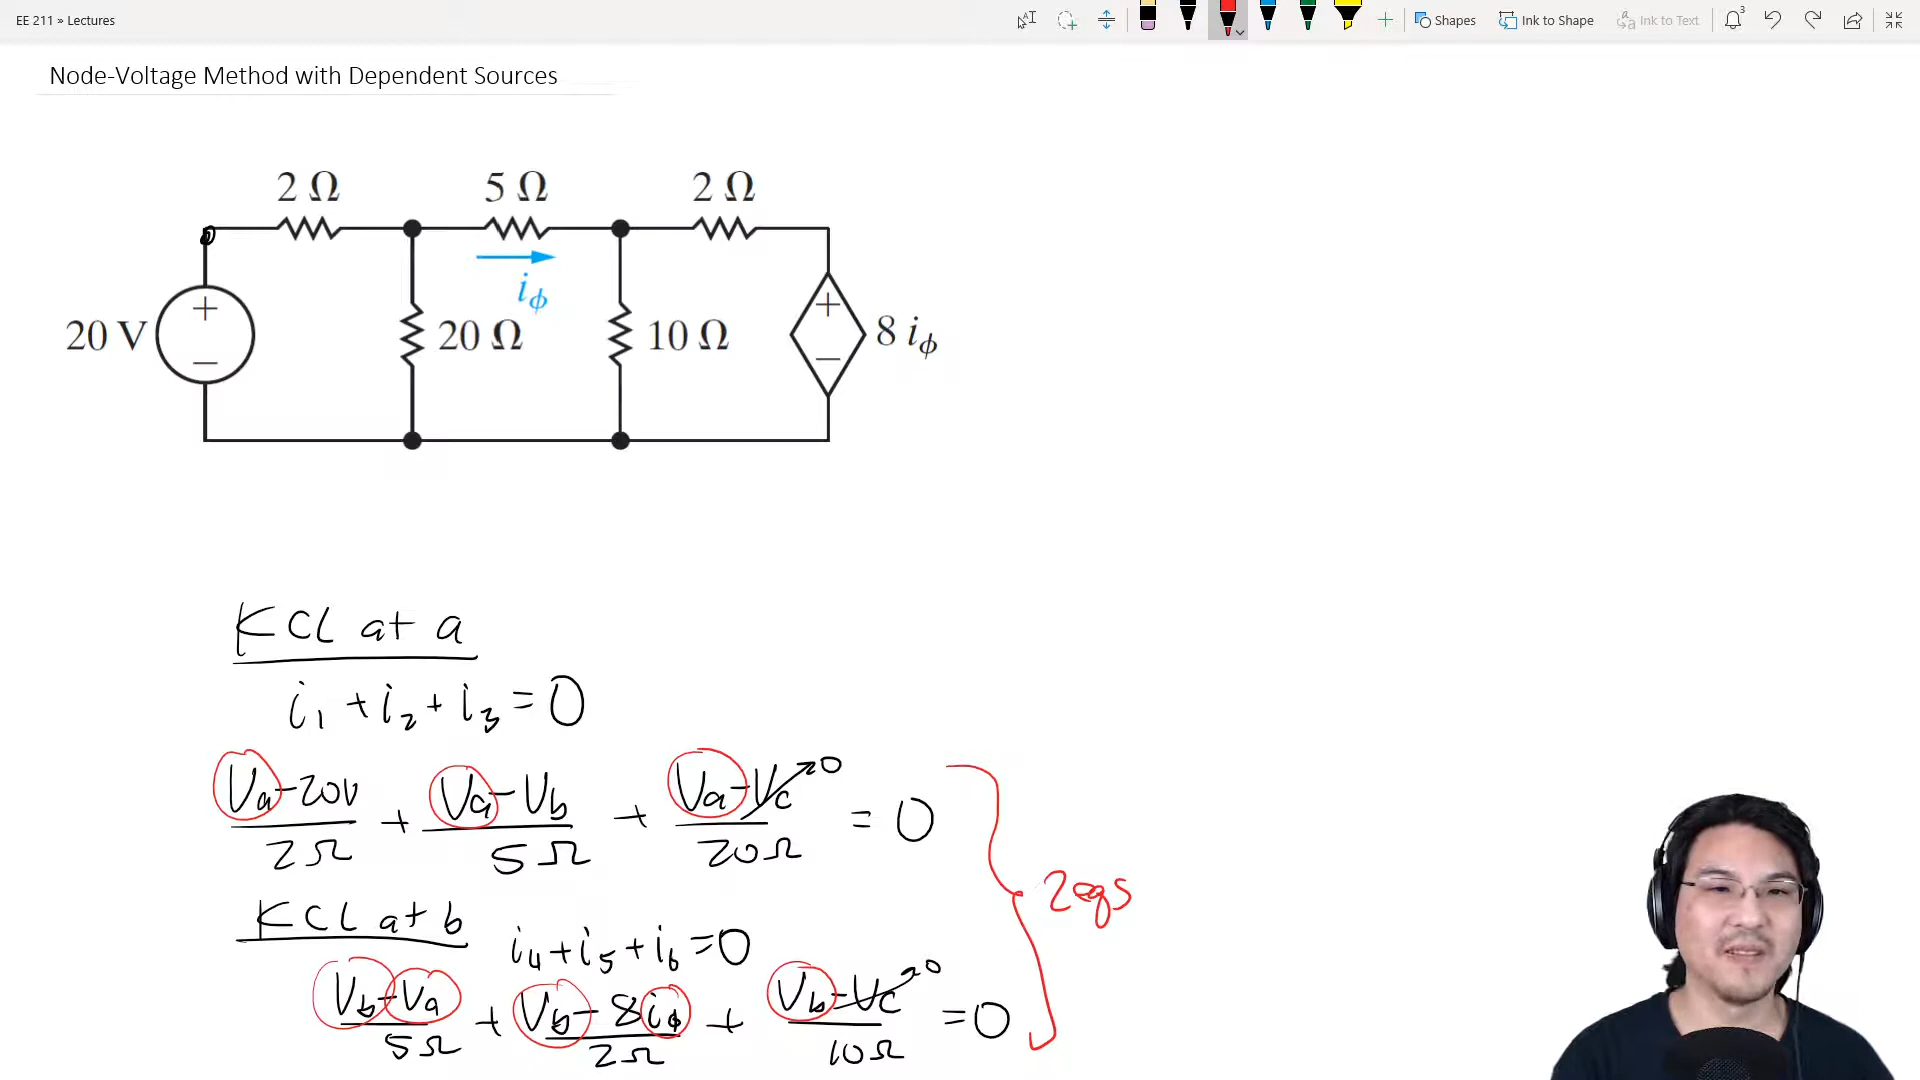 EE 211 » Lectures
Shapes
Ink to Shape
Ink to Text
3
Node-Voltage Method with Dependent Sources
2 Ω 5 Ω 2 Ω
iϕ
20 V + − 20 Ω 10 Ω + − 8 iϕ
KCL at a
i₁ + i₂ + i₃ = 0
Va-20V/2Ω + Va-Vb/5Ω + Va-Vc→0/20Ω = 0
2eqs
KCL at b i₄+i₅+i₆=0
Vb-Va/5Ω + Vb-8iϕ/2Ω + Vb-Vc→0/10Ω =0